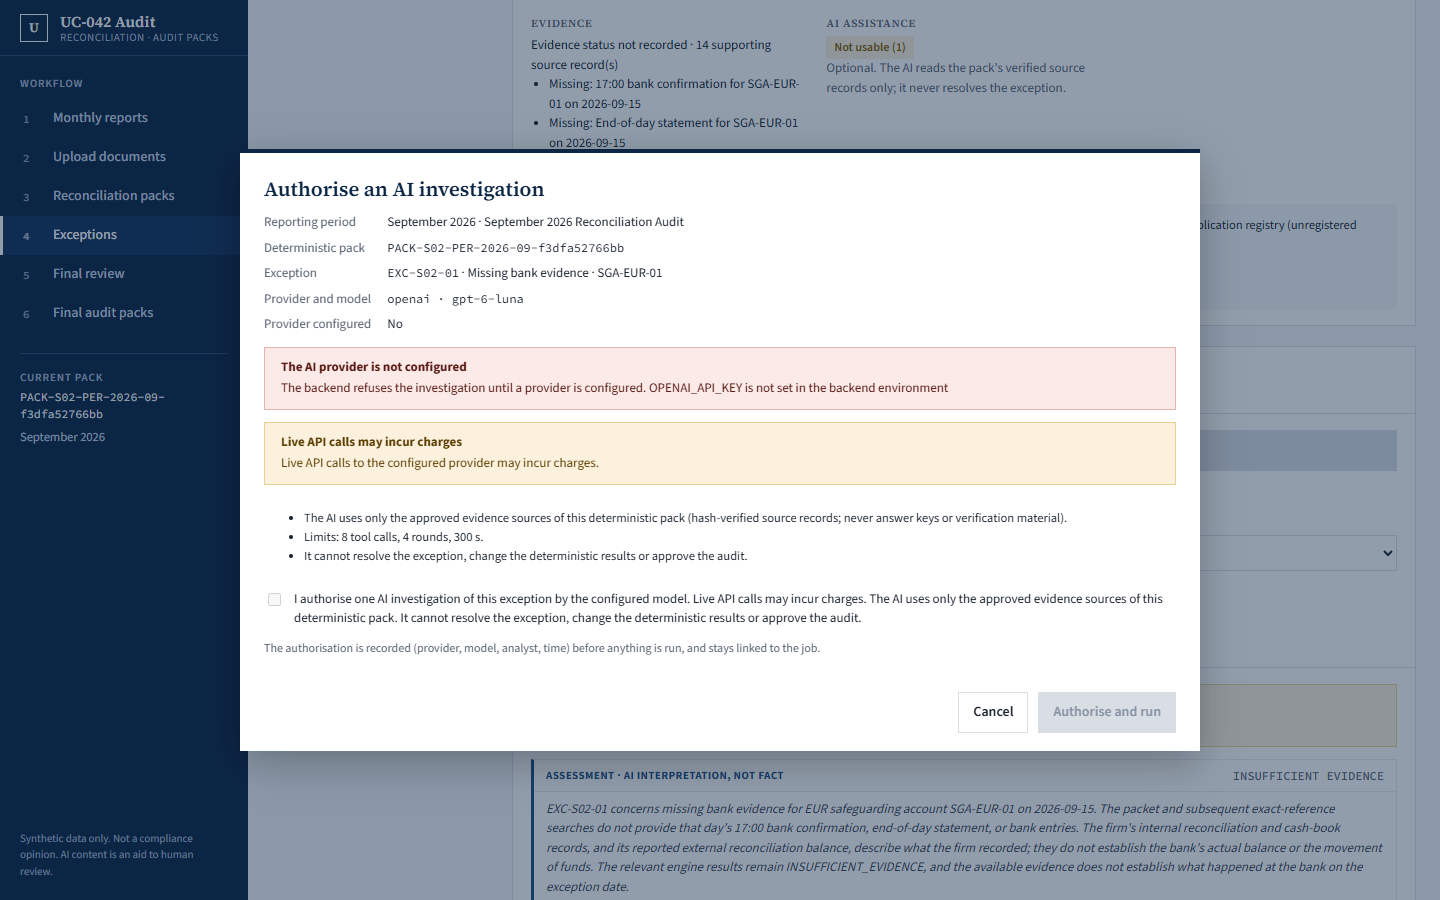 U
UC-042 Audit
RECONCILIATION · AUDIT PACKS
WORKFLOW
1 Monthly reports
2 Upload documents
3 Reconciliation packs
4 Exceptions
5 Final review
6 Final audit packs
CURRENT PACK
PACK-S02-PER-2026-09-
f3dfa52766bb
September 2026
Synthetic data only. Not a compliance
opinion. AI content is an aid to human
review.
EVIDENCE
Evidence status not recorded · 14 supporting
source record(s)
• Missing: 17:00 bank confirmation for SGA-EUR-
01 on 2026-09-15
• Missing: End-of-day statement for SGA-EUR-01
on 2026-09-15
AI ASSISTANCE
Not usable (1)
Optional. The AI reads the pack's verified source
records only; it never resolves the exception.
plication registry (unregistered
Authorise an AI investigation
Reporting period September 2026 · September 2026 Reconciliation Audit
Deterministic pack PACK-S02-PER-2026-09-f3dfa52766bb
Exception EXC-S02-01 · Missing bank evidence · SGA-EUR-01
Provider and model openai · gpt-6-luna
Provider configured No
The AI provider is not configured
The backend refuses the investigation until a provider is configured. OPENAI_API_KEY is not set in the backend environment
Live API calls may incur charges
Live API calls to the configured provider may incur charges.
• The AI uses only the approved evidence sources of this deterministic pack (hash-verified source records; never answer keys or verification material).
• Limits: 8 tool calls, 4 rounds, 300 s.
• It cannot resolve the exception, change the deterministic results or approve the audit.
I authorise one AI investigation of this exception by the configured model. Live API calls may incur charges. The AI uses only the approved evidence sources of this
deterministic pack. It cannot resolve the exception, change the deterministic results or approve the audit.
The authorisation is recorded (provider, model, analyst, time) before anything is run, and stays linked to the job.
Cancel
Authorise and run
ASSESSMENT · AI INTERPRETATION, NOT FACT
INSUFFICIENT EVIDENCE
EXC-S02-01 concerns missing bank evidence for EUR safeguarding account SGA-EUR-01 on 2026-09-15. The packet and subsequent exact-reference
searches do not provide that day's 17:00 bank confirmation, end-of-day statement, or bank entries. The firm's internal reconciliation and cash-book
records, and its reported external reconciliation balance, describe what the firm recorded; they do not establish the bank's actual balance or the movement
of funds. The relevant engine results remain INSUFFICIENT_EVIDENCE, and the available evidence does not establish what happened at the bank on the
exception date.